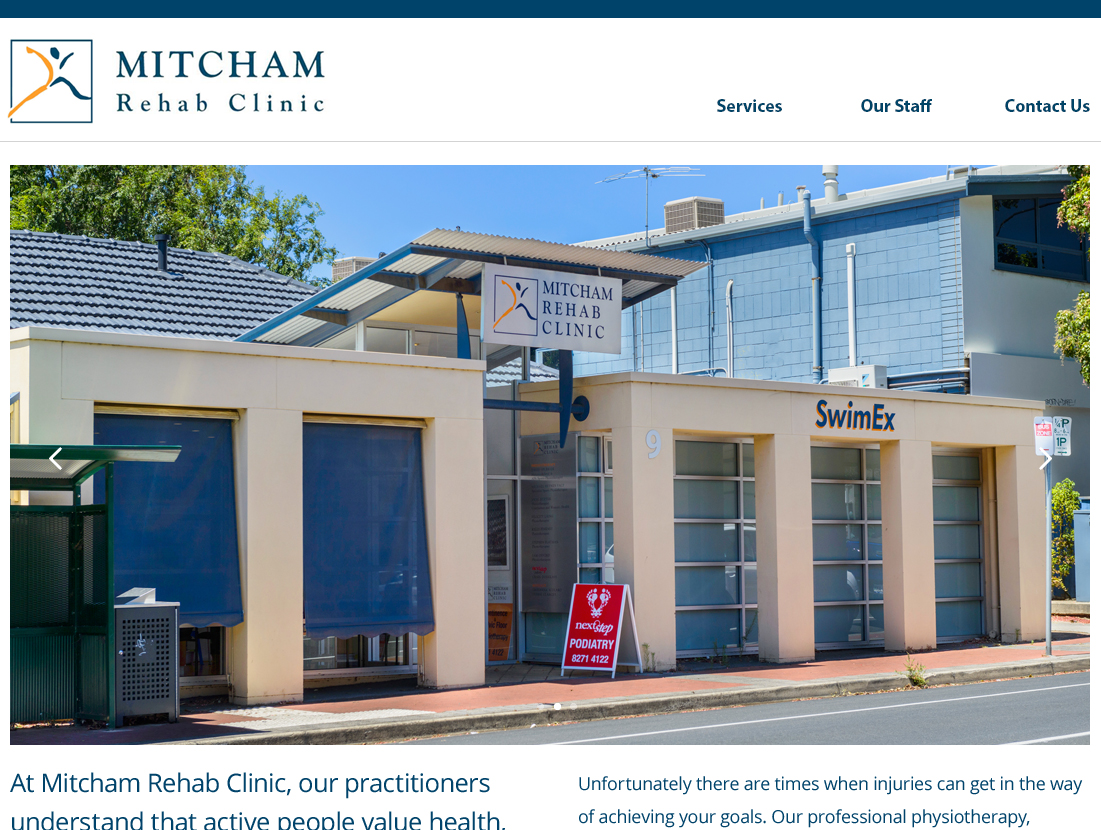 MITCHAM
Rehab Clinic
Services
Our Staff
Contact Us
MITCHAM
REHAB
CLINIC
SwimEx
9
P
1P
nextstep
PODIATRY
8271 4122
At Mitcham Rehab Clinic, our practitioners
understand that active people value health,
Unfortunately there are times when injuries can get in the way
of achieving your goals. Our professional physiotherapy,